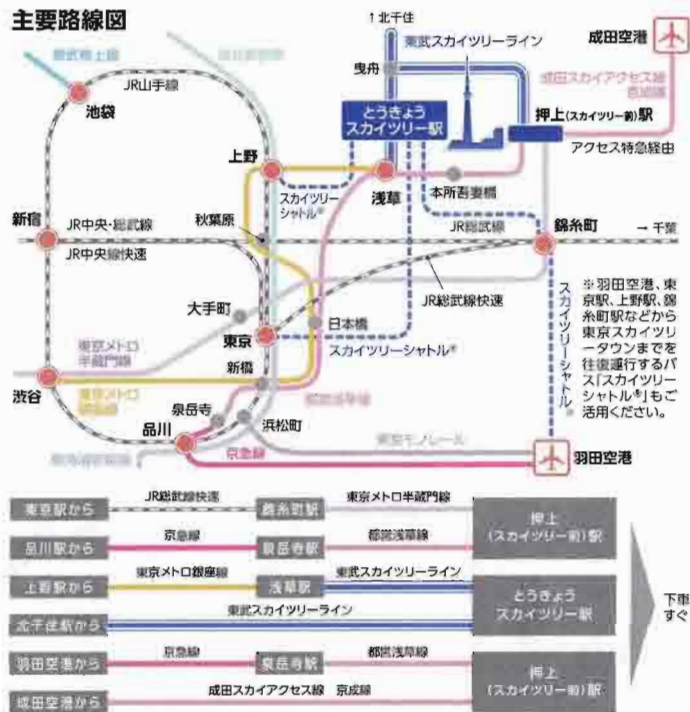 主要路線図
↑北千住
東武スカイツリーライン
成田空港
曳舟
東武東上線
JR山手線
池袋
成田スカイアクセス線
京成線
とうきょう
スカイツリー駅
押上(スカイツリー前)駅
アクセス特急経由
上野
浅草
本所吾妻橋
スカイツリー
シャトル®
新宿
JR中央・総武線
秋葉原
JR総武線
錦糸町
→千葉
JR中央線快速
JR総武線快速
大手町
日本橋
東京
スカイツリーシャトル®
スカイツリーシャトル®
※羽田空港、東
京駅、上野駅、錦
糸町駅などから
東京スカイツリ
ータウンまでを
往復運行するバ
ス「スカイツリー
シャトル®」もご
活用ください。
東京メトロ
半蔵門線
新橋
渋谷
東京メトロ
銀座線
都営浅草線
泉岳寺
浜松町
品川
東京モノレール
京急線
羽田空港
東京駅から
JR総武線快速
錦糸町駅
東京メトロ半蔵門線
押上
(スカイツリー前)駅
品川駅から
京急線
泉岳寺駅
都営浅草線
上野駅から
東京メトロ銀座線
浅草駅
東武スカイツリーライン
とうきょう
スカイツリー駅
北千住駅から
東武スカイツリーライン
下車
すぐ
羽田空港から
京急線
泉岳寺駅
都営浅草線
押上
(スカイツリー前)駅
成田空港から
成田スカイアクセス線 京成線